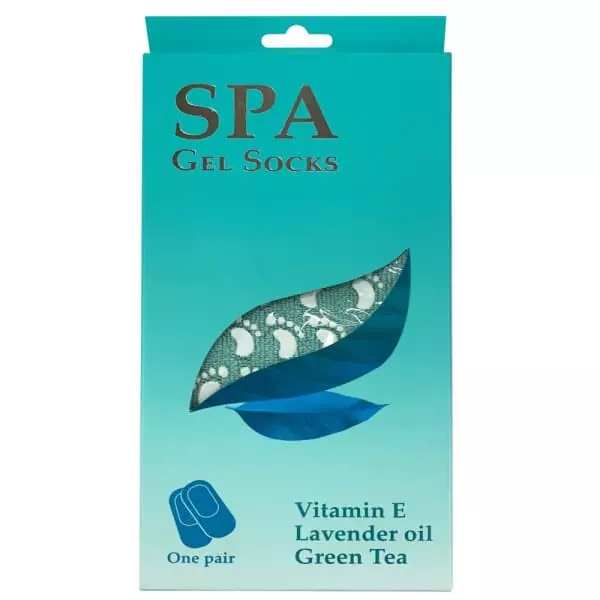 SPA
GEL SOCKS
One pair
Vitamin E
Lavender oil
Green Tea